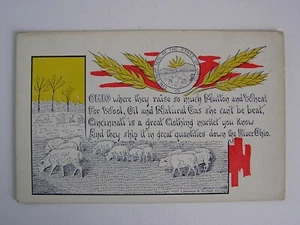 OHIO where they raise so much Mutton and Wheat
For Wool, Oil and Natural Gas she can't be beat,
Cincinnati is a great Clothing market you know
And they ship it in great quantities down the River Ohio.